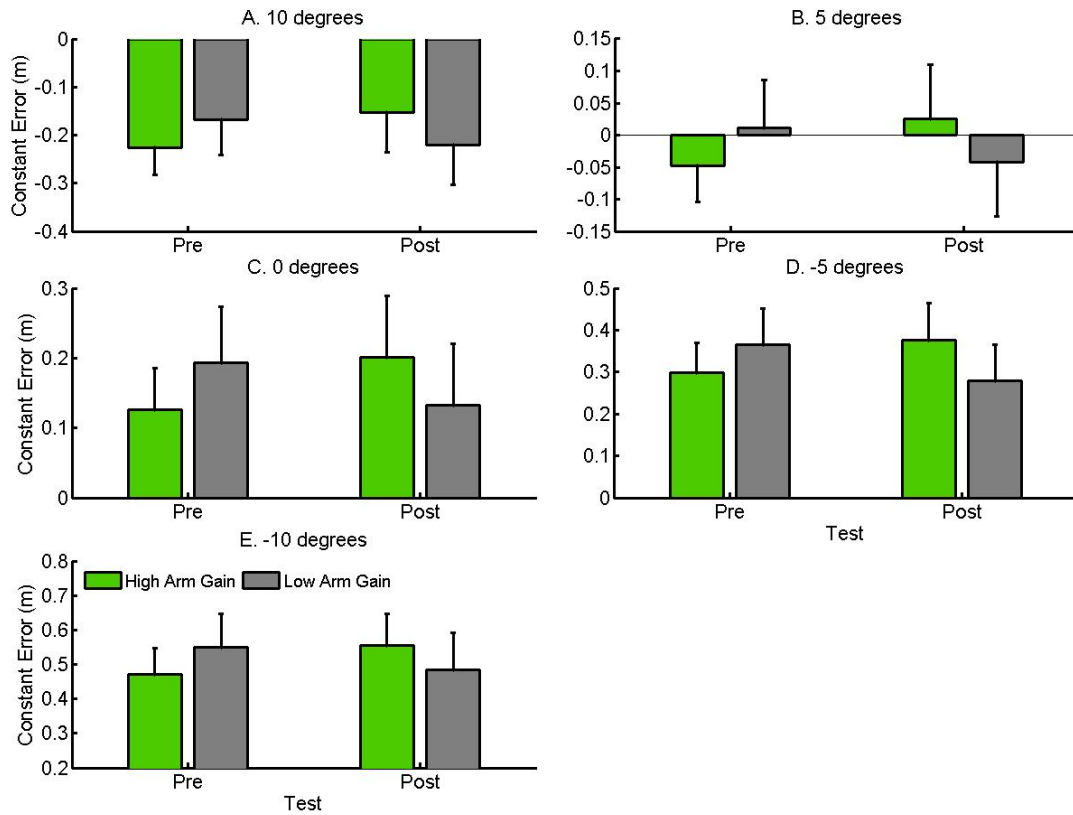 A. 10 degrees
Constant Error (m)
0
-0.1
-0.2
-0.3
-0.4
Pre Post
B. 5 degrees
0.15
0.1
0.05
0
-0.05
-0.1
-0.15
Pre Post
C. 0 degrees
Constant Error (m)
0.3
0.2
0.1
0
Pre Post
D. -5 degrees
0.5
0.4
0.3
0.2
0.1
0
Pre Post
Test
E. -10 degrees
Constant Error (m)
0.8
0.7
0.6
0.5
0.4
0.3
0.2
High Arm Gain Low Arm Gain
Pre Post
Test